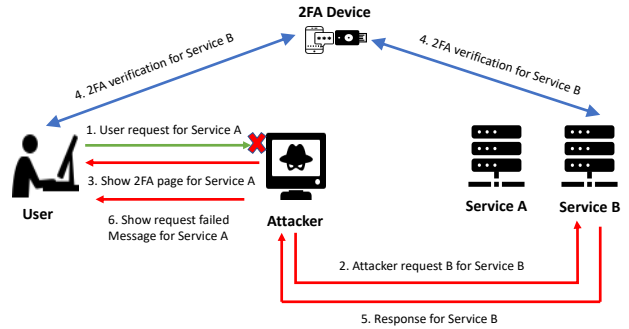 2FA Device
4. 2FA verification for Service B
4. 2FA verification for Service B
1. User request for Service A
3. Show 2FA page for Service A
User
6. Show request failed
Message for Service A
Attacker
Service A
Service B
2. Attacker request B for Service B
5. Response for Service B